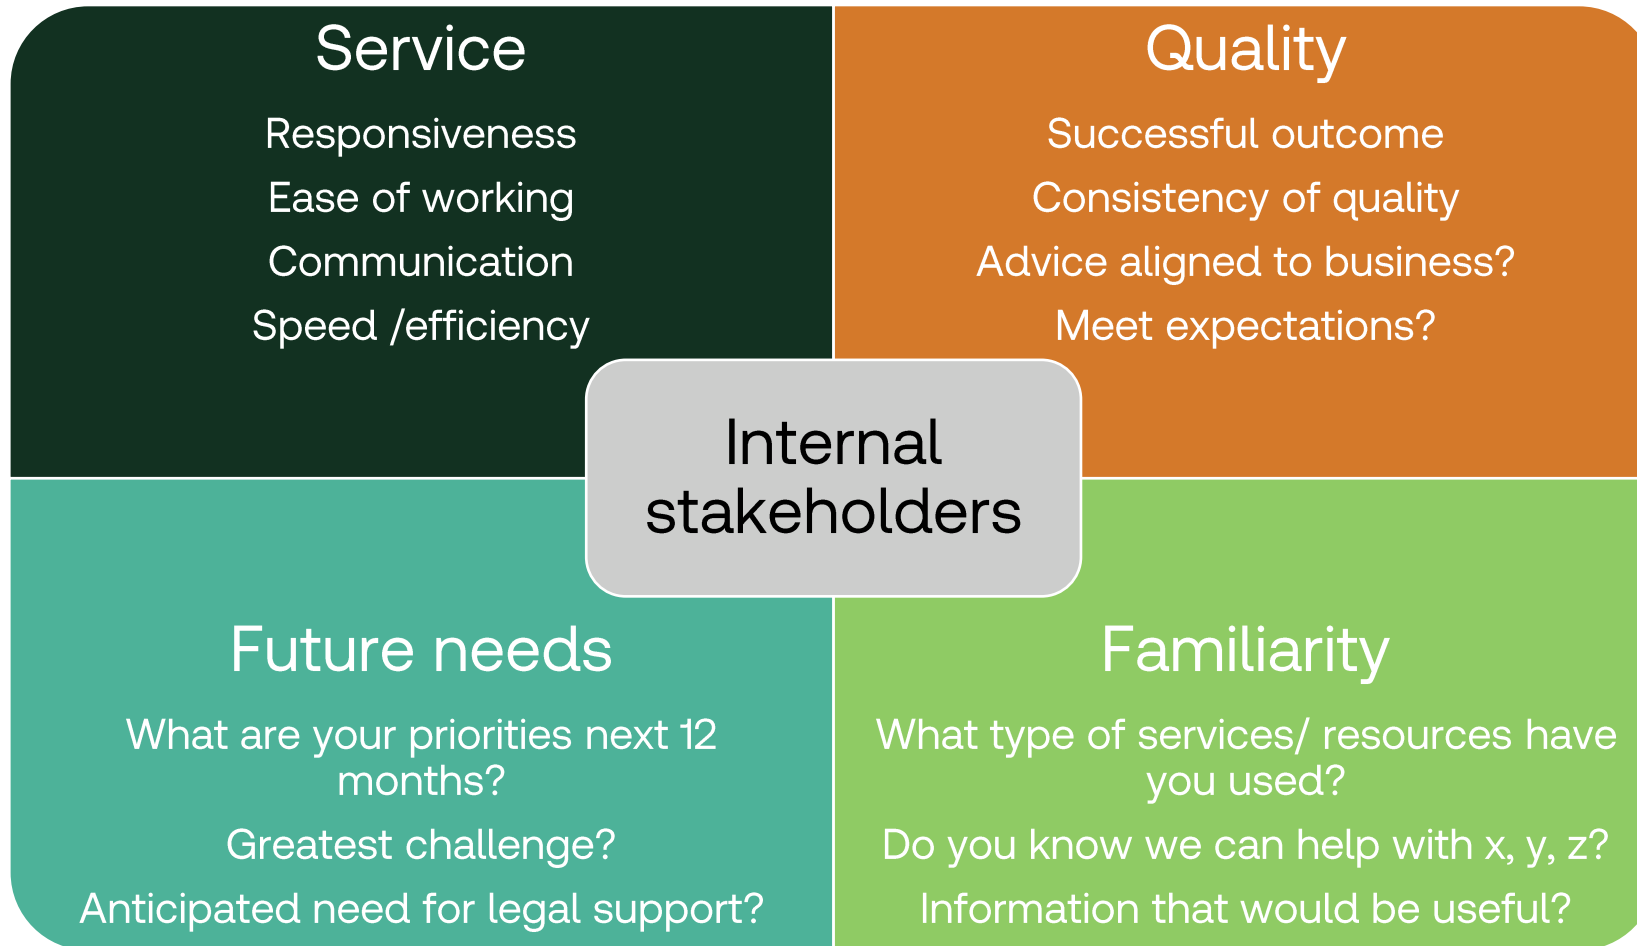 Service
Responsiveness
Ease of working
Communication
Speed /efficiency
Quality
Successful outcome
Consistency of quality
Advice aligned to business?
Meet expectations?
Internal
stakeholders
Future needs
What are your priorities next 12
months?
Greatest challenge?
Anticipated need for legal support?
Familiarity
What type of services/ resources have
you used?
Do you know we can help with x, y, z?
Information that would be useful?